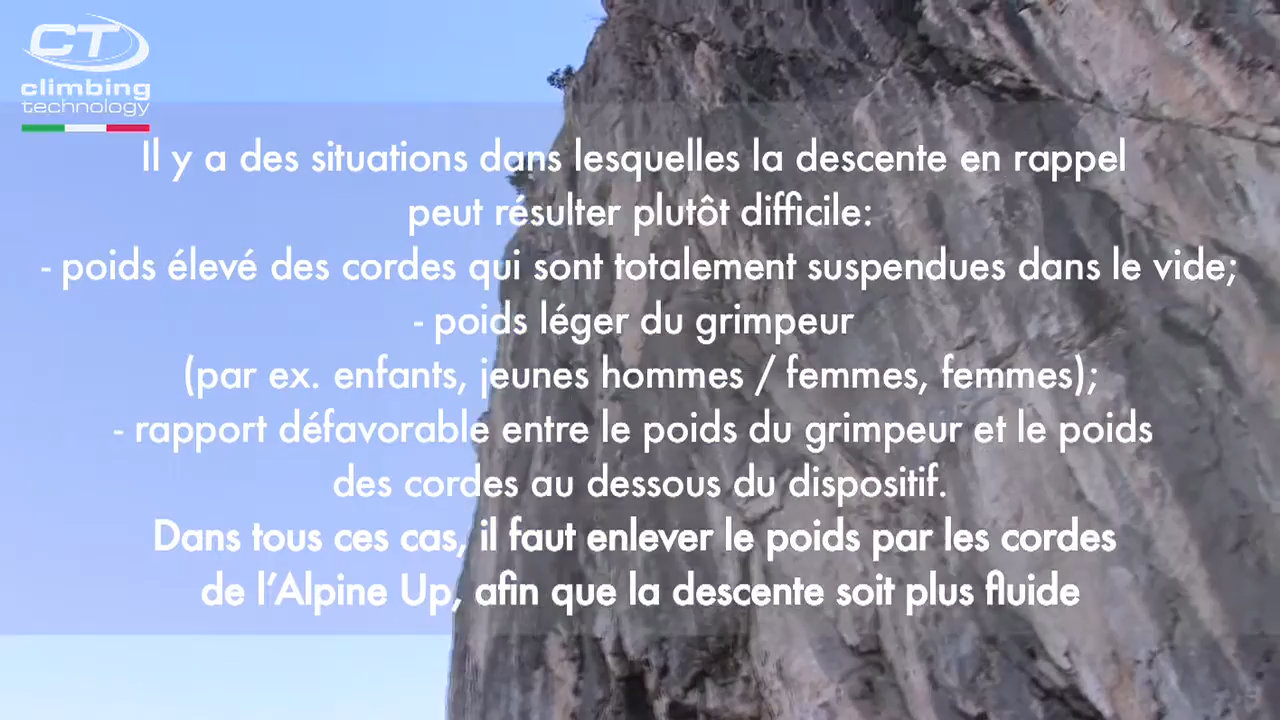 CT
climbing
technology
Il y a des situations dans lesquelles la descente en rappel
peut résulter plutôt difficile:
- poids élevé des cordes qui sont totalement suspendues dans le vide;
- poids léger du grimpeur
(par ex. enfants, jeunes hommes / femmes, femmes);
- rapport défavorable entre le poids du grimpeur et le poids
des cordes au dessous du dispositif.
Dans tous ces cas, il faut enlever le poids par les cordes
de l’Alpine Up, afin que la descente soit plus fluide